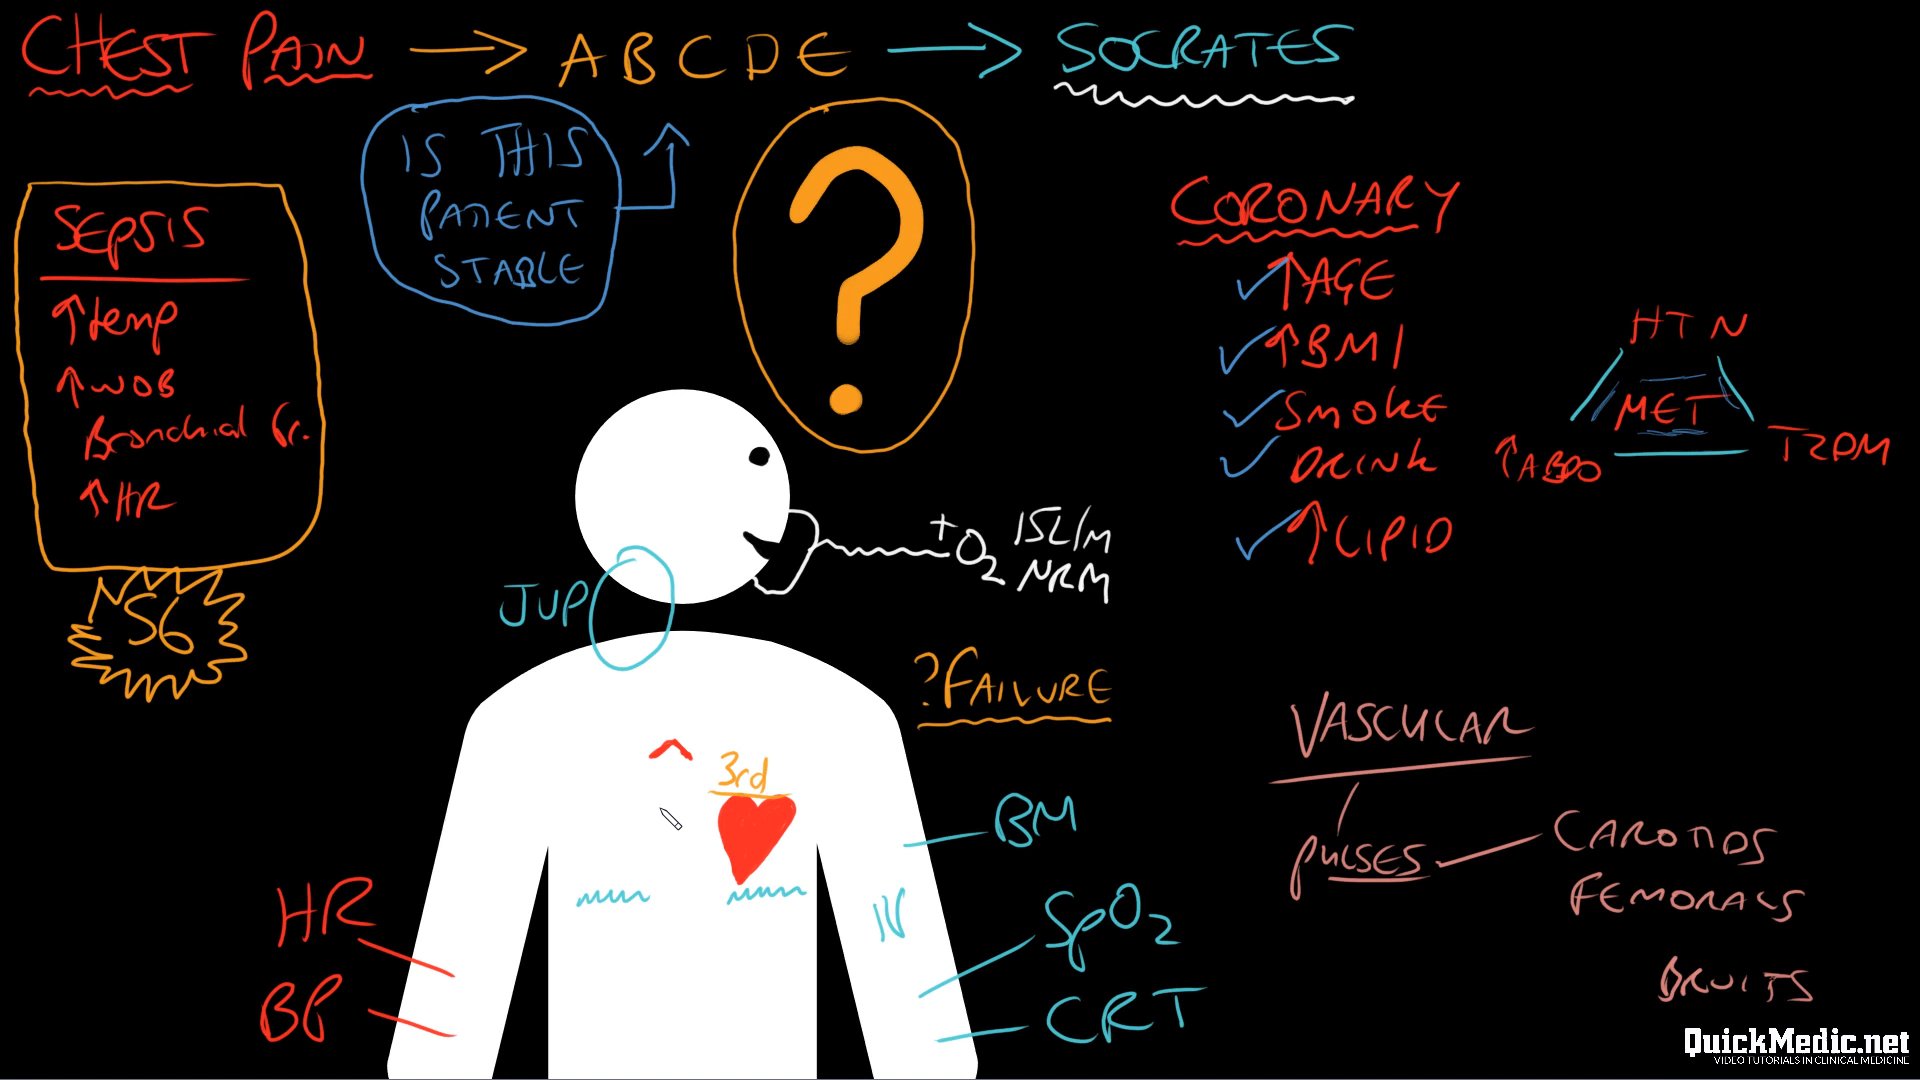 CHEST PAIN → ABCDE → SOCRATES
IS THIS
PATIENT
STABLE
SEPSIS
↑temp
↑WOB
Bronchial Br.
↑HR
S6
?
CORONARY
✓↑AGE
✓↑BMI
✓SMOKE
✓DRINK
✓↑LIPID
HTN
MET
↑ABDO
T2DM
+O2 15L/m
NRM
JVP
?FAILURE
3rd
BM
IV
SpO2
CRT
HR
BP
VASCULAR
PULSES
CAROTIDS
FEMORALS
BRUITS
QuickMedic.net
VIDEO TUTORIALS IN CLINICAL MEDICINE